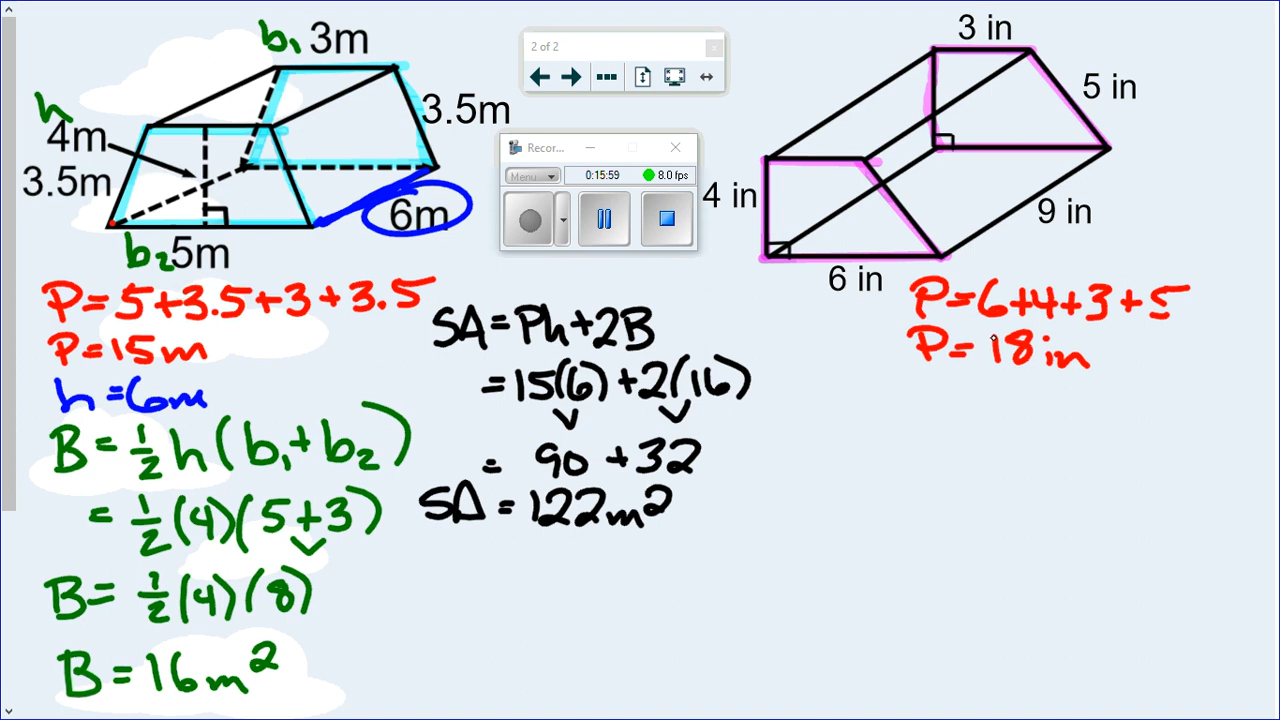 b₁ 3m
h
4m
3.5m
3.5m
6m
b₂ 5m
P=5+3.5+3+3.5
P=15m
h=6m
B=½h(b₁+b₂)
=½(4)(5+3)
B=½(4)(8)
B=16m²
2 of 2
x
Recor...
Menu
0:15:59
8.0 fps
SA=Ph+2B
=15(6)+2(16)
= 90 +32
SA=122m²
3 in
5 in
4 in
9 in
6 in
P=6+4+3+5
P=18in